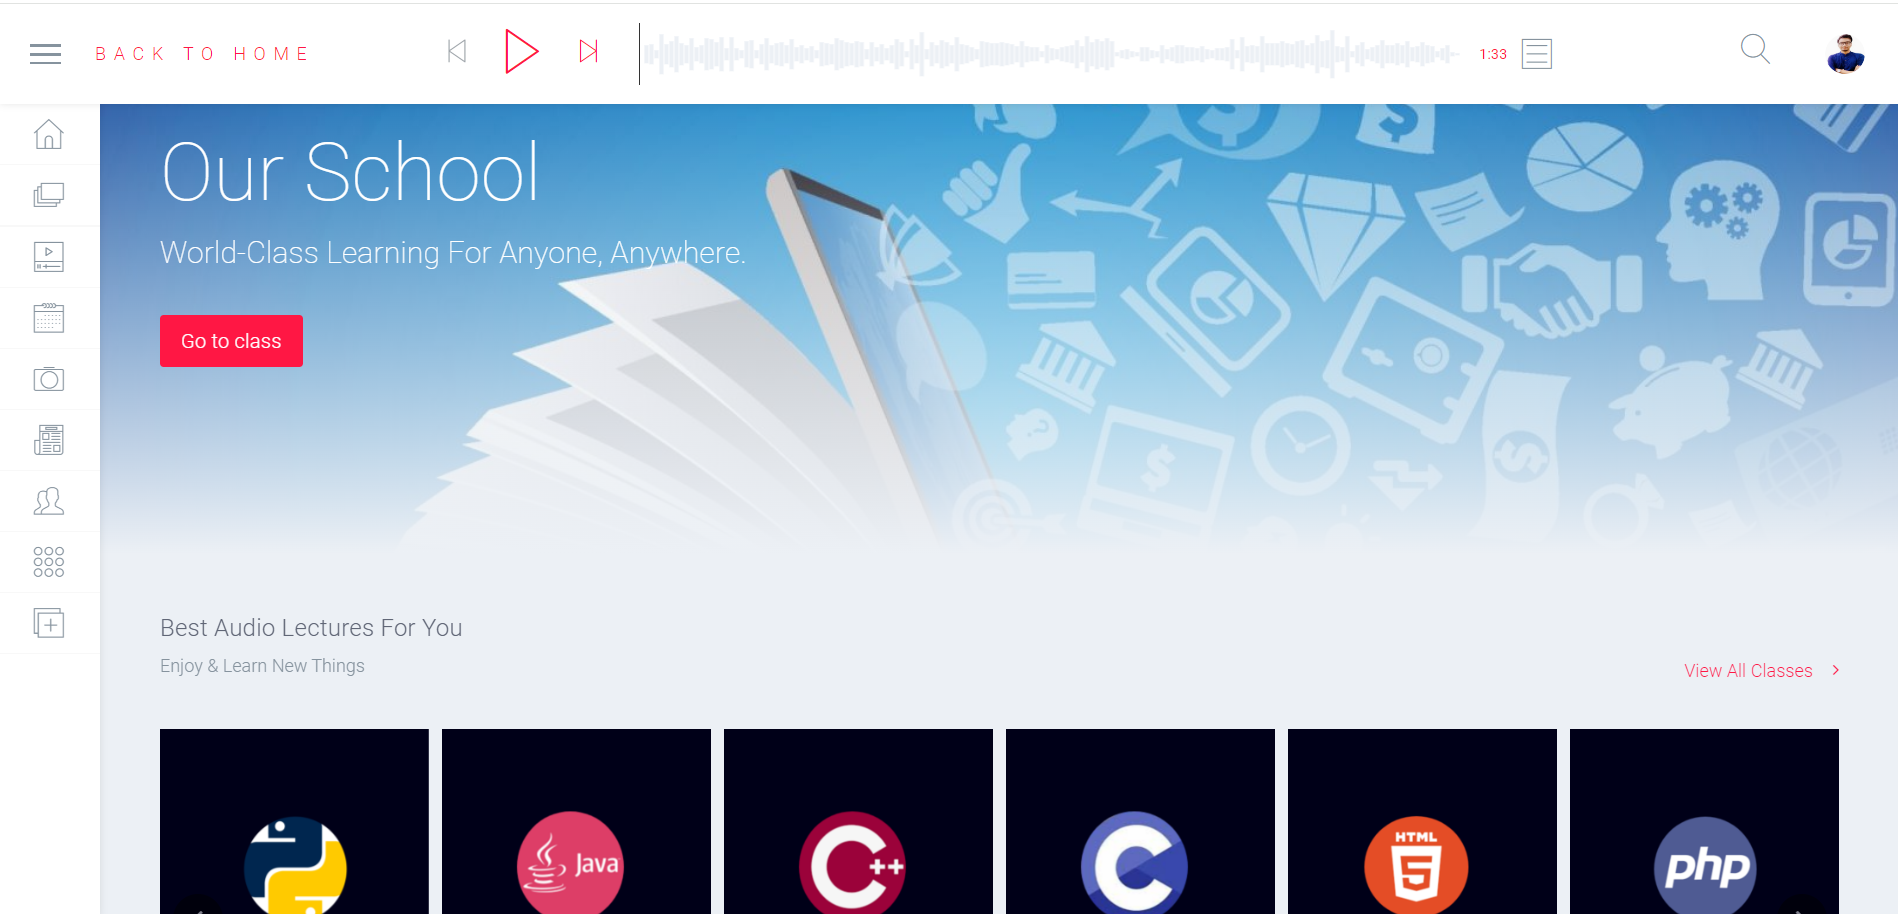 BACK TO HOME
1:33
Our School
World-Class Learning For Anyone, Anywhere.
Go to class
Best Audio Lectures For You
Enjoy & Learn New Things
View All Classes
Java
C++
C
HTML
5
php